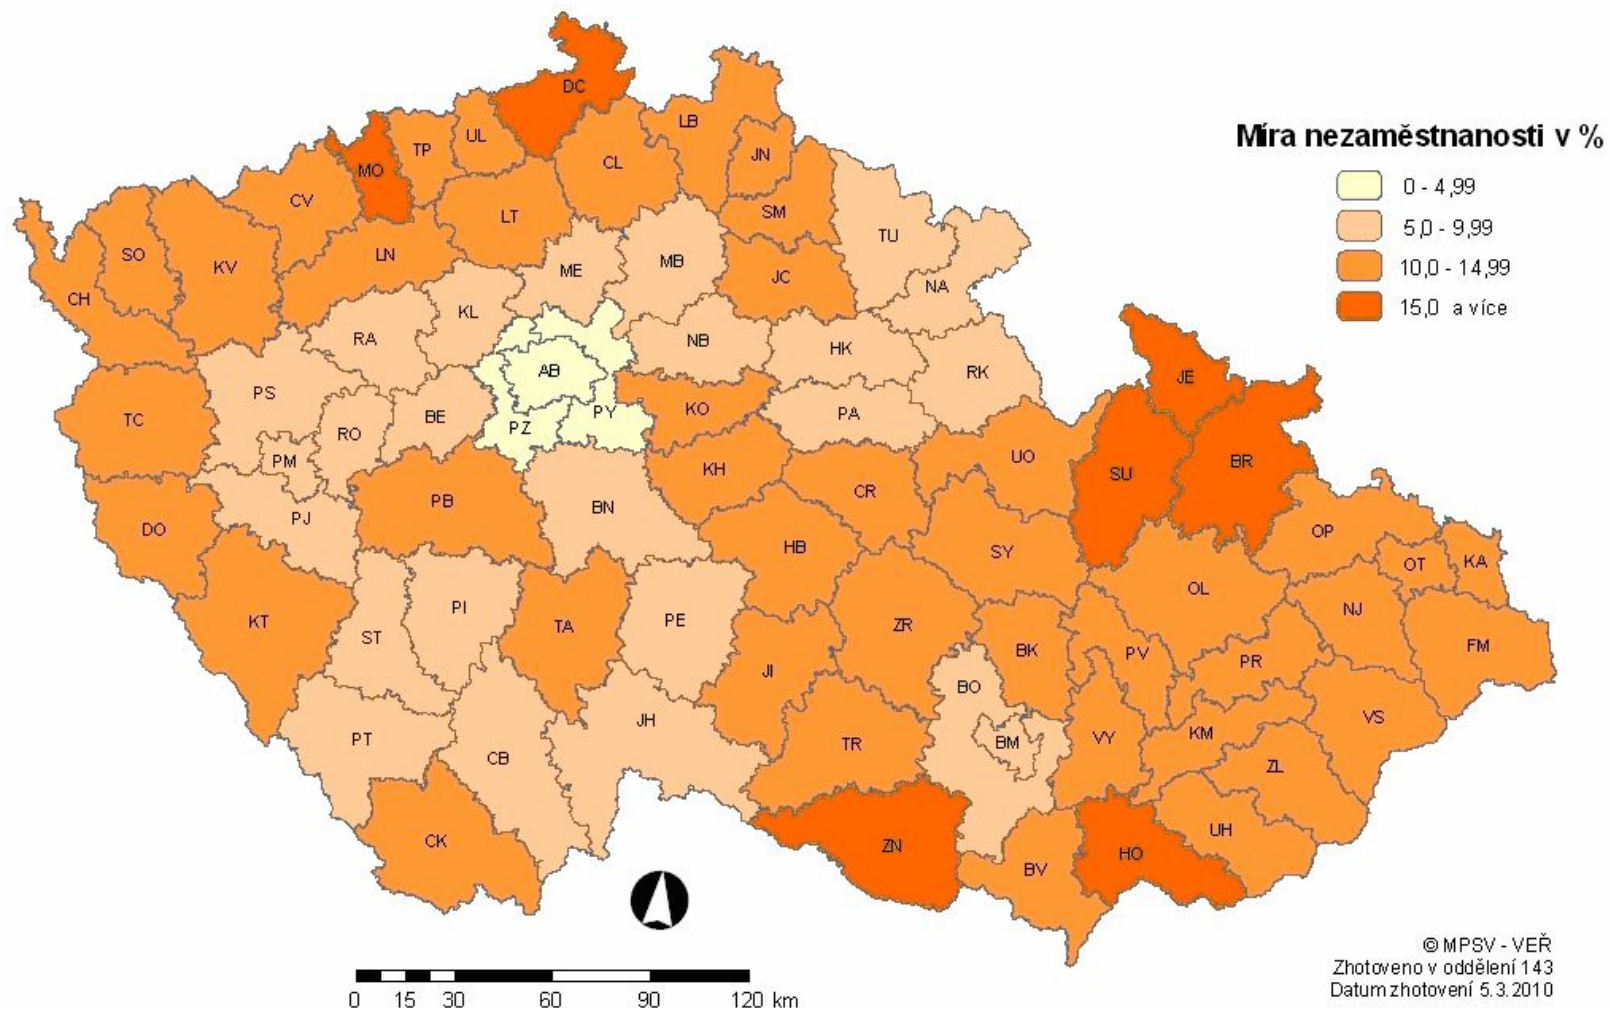 DC
Míra nezaměstnanosti v %
0 - 4,99
5,0 - 9,99
10,0 - 14,99
15,0 a více
LB
UL
TP
JN
CL
MO
CV
LT
SM
TU
SO
LN
KV
ME
MB
JC
NA
CH
KL
RA
NB
HK
AB
RK
JE
PS
KO
PA
PY
TC
BE
PZ
RO
PM
KH
UO
BR
SU
CR
PB
BN
PJ
DO
HB
SY
OP
OT
KA
OL
PI
NJ
KT
PE
TA
ZR
ST
BK
PV
FM
PR
JI
BO
JH
VS
PT
KM
VY
BM
TR
CB
ZL
UH
CK
ZN
HO
BV
0 15 30 60 90 120 km
© MPSV - VEŘ
Zhotoveno v oddělení 143
Datum zhotovení 5.3.2010